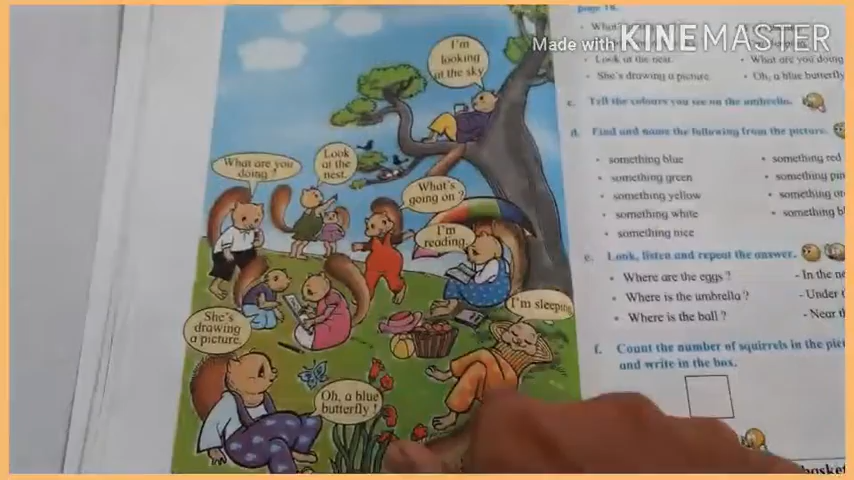 Made with KINEMASTER
I'm
looking
at the sky
What are you
doing ?
Look
at the
nest.
What's
going on ?
I'm
reading.
I'm sleeping
She's
drawing
a picture.
Oh, a blue
butterfly !
page
Look at the nest.
• What are you doing
• She's drawing a picture.
• Oh, a blue butterfly
c. Tell the colours you see on the umbrella.
d. Find and name the following from the picture.
• something blue
• something red
• something green
• something
• something yellow
• something
• something white
• something
• something nice
e. Look, listen and repeat the answer.
• Where are the eggs ?
- In the
• Where is the umbrella ?
- Under
• Where is the ball ?
- Near
f. Count the number of squirrels in the
and write in the box.